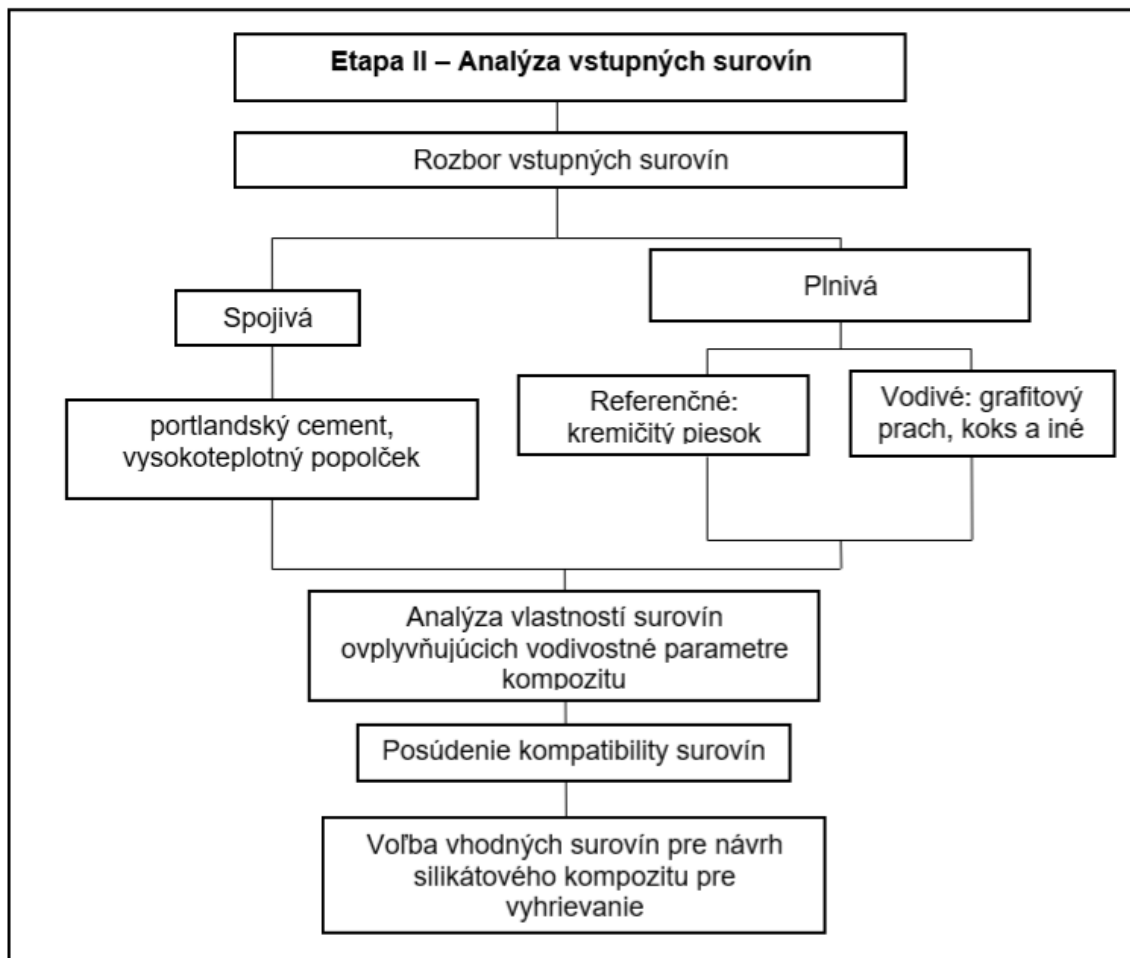 Etapa II – Analýza vstupných surovín
Rozbor vstupných surovín
Spojivá
Plnivá
portlandský cement,
vysokoteplotný popolček
Referenčné:
kremičitý piesok
Vodivé: grafitový
prach, koks a iné
Analýza vlastností surovín
ovplyvňujúcich vodivostné parametre
kompozitu
Posúdenie kompatibility surovín
Voľba vhodných surovín pre návrh
silikátového kompozitu pre
vyhrievanie